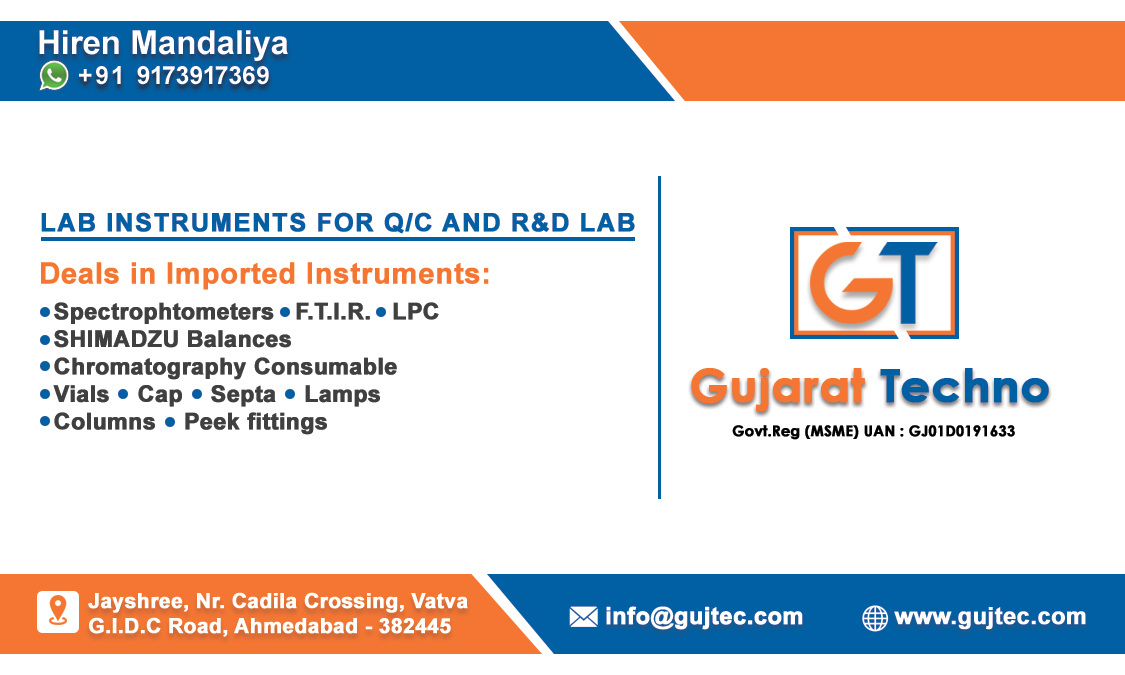 Hiren Mandaliya
+91 9173917369
LAB INSTRUMENTS FOR Q/C AND R&D LAB
Deals in Imported Instruments:
•Spectrophtometers • F.T.I.R. • LPC
•SHIMADZU Balances
•Chromatography Consumable
•Vials • Cap • Septa • Lamps
•Columns • Peek fittings
GT
Gujarat Techno
Govt.Reg (MSME) UAN : GJ01D0191633
Jayshree, Nr. Cadila Crossing, Vatva
G.I.D.C Road, Ahmedabad - 382445
info@gujtec.com
www.gujtec.com